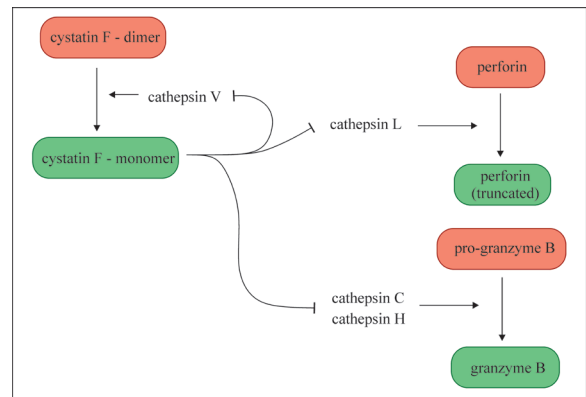 cystatin F - dimer
perforin
cathepsin V
cathepsin L
cystatin F - monomer
perforin
(truncated)
pro-granzyme B
cathepsin C
cathepsin H
granzyme B